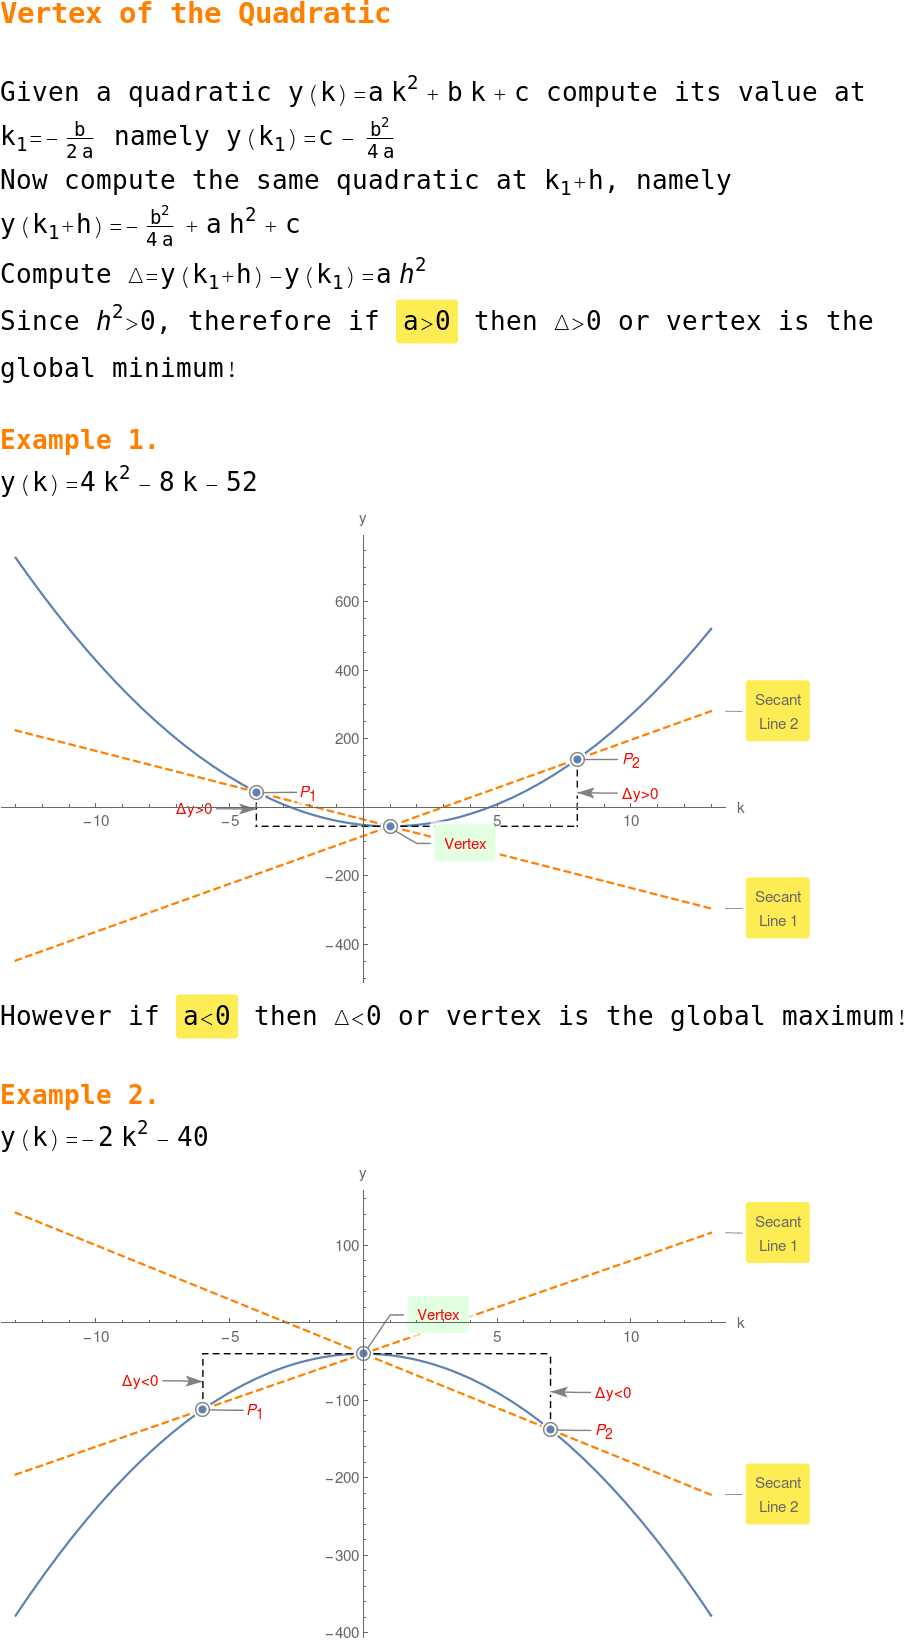 Vertex of the Quadratic
Given a quadratic y(k)=a k² + b k + c compute its value at
k₁=- b/2 a namely y(k₁)=c - b²/4 a
Now compute the same quadratic at k₁+h, namely
y(k₁+h)=- b²/4 a + a h² + c
Compute Δ=y(k₁+h)-y(k₁)=a h²
Since h²>0, therefore if a>0 then Δ>0 or vertex is the
global minimum!
Example 1.
y(k)=4 k² - 8 k - 52
y
600
400
200
-200
-400
-10
-5
5
10
k
P₁
P₂
Δy>0
Δy>0
Vertex
Secant
Line 2
Secant
Line 1
However if a<0 then Δ<0 or vertex is the global maximum!
Example 2.
y(k)=-2 k² - 40
y
100
-100
-200
-300
-400
-10
-5
5
10
k
Vertex
Δy<0
Δy<0
P₁
P₂
Secant
Line 1
Secant
Line 2